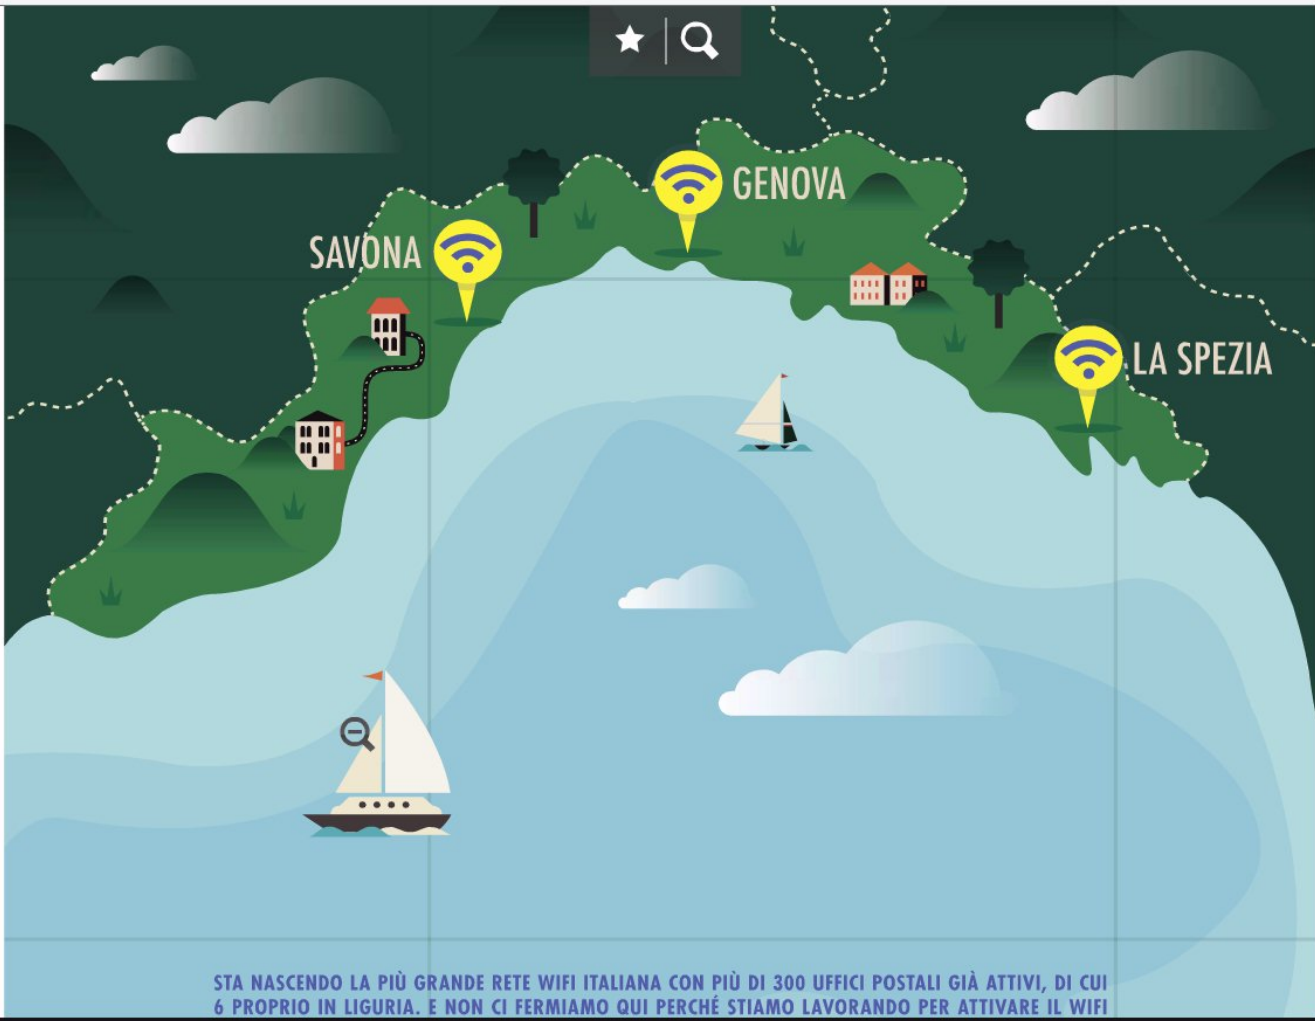 GENOVA
SAVONA
LA SPEZIA
STA NASCENDO LA PIÙ GRANDE RETE WIFI ITALIANA CON PIÙ DI 300 UFFICI POSTALI GIÀ ATTIVI, DI CUI
6 PROPRIO IN LIGURIA. E NON CI FERMIAMO QUI PERCHÉ STIAMO LAVORANDO PER ATTIVARE IL WIFI